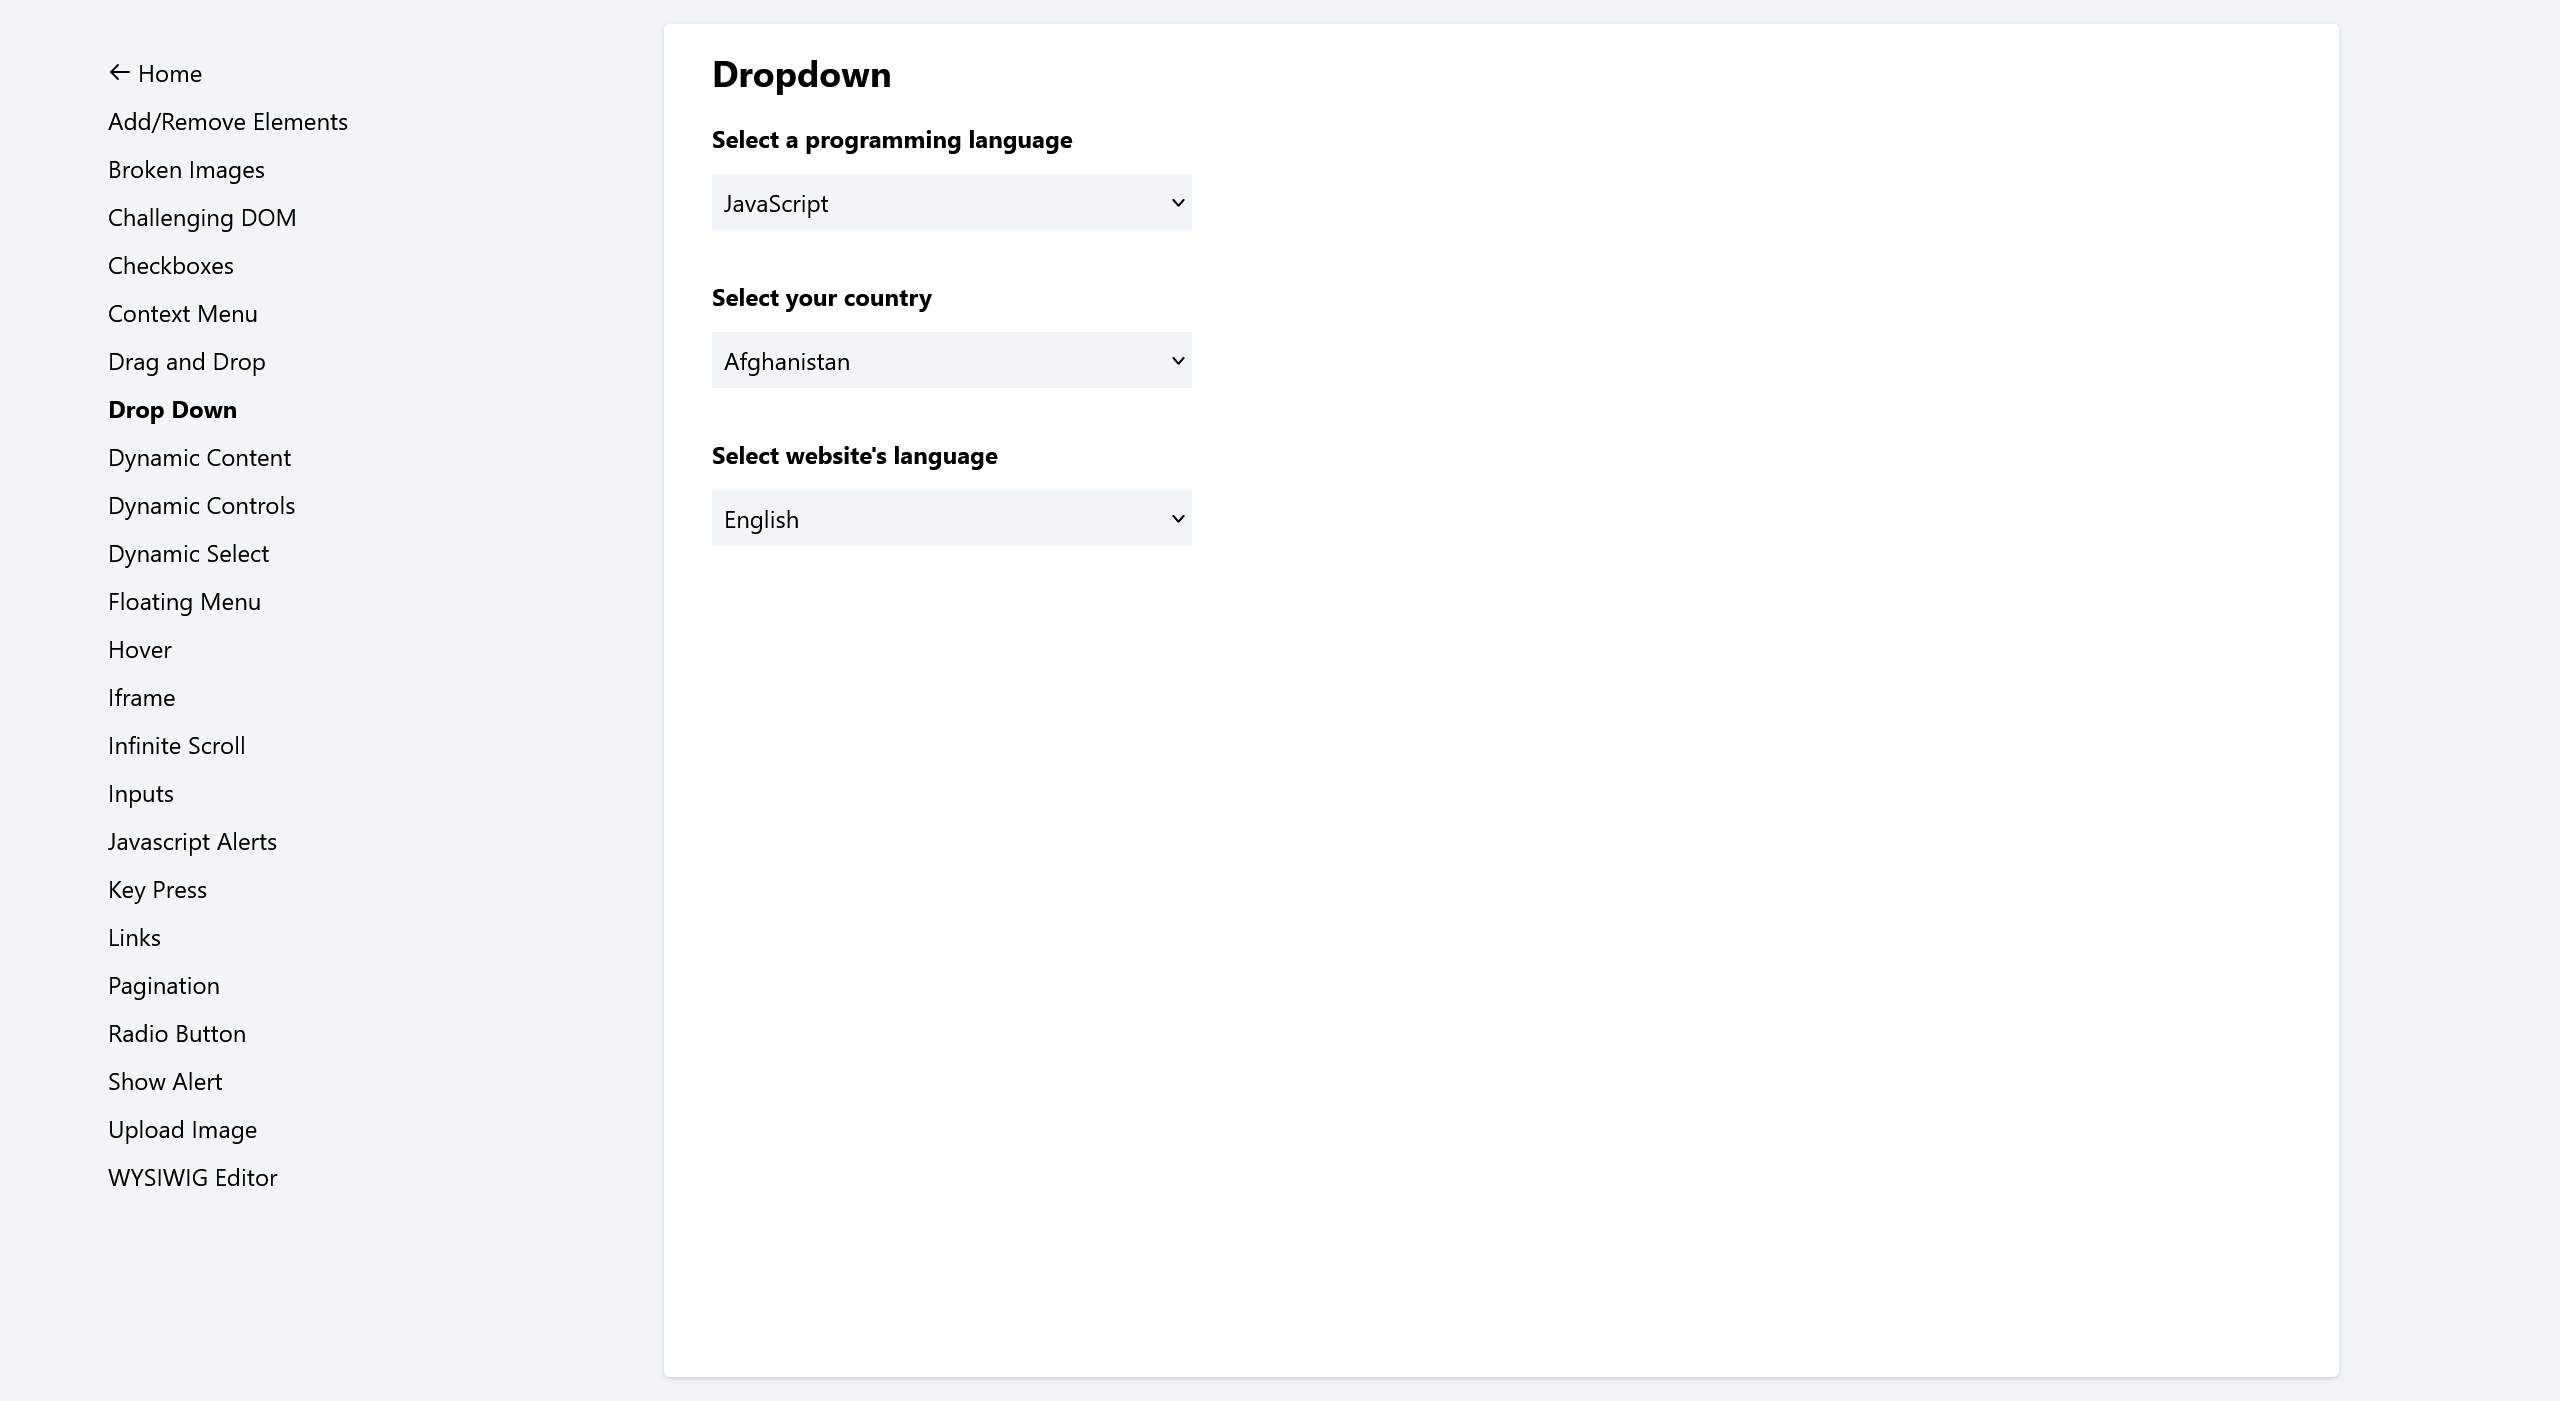 Home
Add/Remove Elements
Broken Images
Challenging DOM
Checkboxes
Context Menu
Drag and Drop
Drop Down
Dynamic Content
Dynamic Controls
Dynamic Select
Floating Menu
Hover
Iframe
Infinite Scroll
Inputs
Javascript Alerts
Key Press
Links
Pagination
Radio Button
Show Alert
Upload Image
WYSIWIG Editor
Dropdown
Select a programming language
JavaScript
Select your country
Afghanistan
Select website's language
English